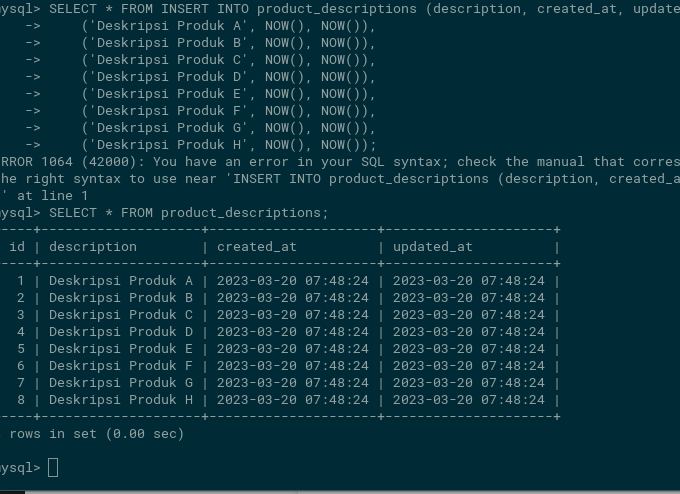 mysql> SELECT * FROM INSERT INTO product_descriptions (description, created_at, update
    ->     ('Deskripsi Produk A', NOW(), NOW()),
    ->     ('Deskripsi Produk B', NOW(), NOW()),
    ->     ('Deskripsi Produk C', NOW(), NOW()),
    ->     ('Deskripsi Produk D', NOW(), NOW()),
    ->     ('Deskripsi Produk E', NOW(), NOW()),
    ->     ('Deskripsi Produk F', NOW(), NOW()),
    ->     ('Deskripsi Produk G', NOW(), NOW()),
    ->     ('Deskripsi Produk H', NOW(), NOW());
RROR 1064 (42000): You have an error in your SQL syntax; check the manual that corres
he right syntax to use near 'INSERT INTO product_descriptions (description, created_a
' at line 1
mysql> SELECT * FROM product_descriptions;
----+--------------------+---------------------+---------------------+
 id | description        | created_at          | updated_at          |
----+--------------------+---------------------+---------------------+
  1 | Deskripsi Produk A | 2023-03-20 07:48:24 | 2023-03-20 07:48:24 |
  2 | Deskripsi Produk B | 2023-03-20 07:48:24 | 2023-03-20 07:48:24 |
  3 | Deskripsi Produk C | 2023-03-20 07:48:24 | 2023-03-20 07:48:24 |
  4 | Deskripsi Produk D | 2023-03-20 07:48:24 | 2023-03-20 07:48:24 |
  5 | Deskripsi Produk E | 2023-03-20 07:48:24 | 2023-03-20 07:48:24 |
  6 | Deskripsi Produk F | 2023-03-20 07:48:24 | 2023-03-20 07:48:24 |
  7 | Deskripsi Produk G | 2023-03-20 07:48:24 | 2023-03-20 07:48:24 |
  8 | Deskripsi Produk H | 2023-03-20 07:48:24 | 2023-03-20 07:48:24 |
----+--------------------+---------------------+---------------------+
 rows in set (0.00 sec)
mysql>